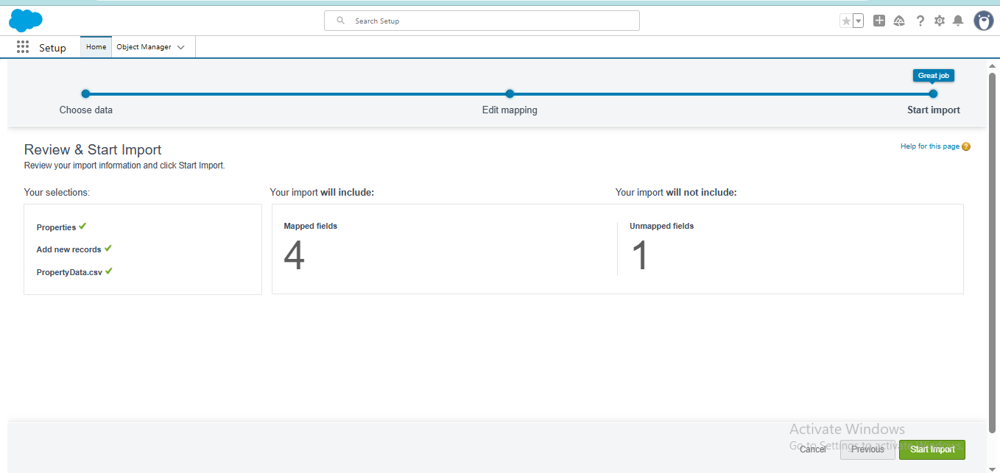 Search Setup
Setup
Home
Object Manager
Great job
Choose data
Edit mapping
Start import
Review & Start Import
Help for this page
Review your import information and click Start Import.
Your selections:
Your import will include:
Your import will not include:
Properties
Add new records
PropertyData.csv
Mapped fields
4
Unmapped fields
1
Activate Windows
Go to Settings to activate Windows.
Cancel
Previous
Start Import